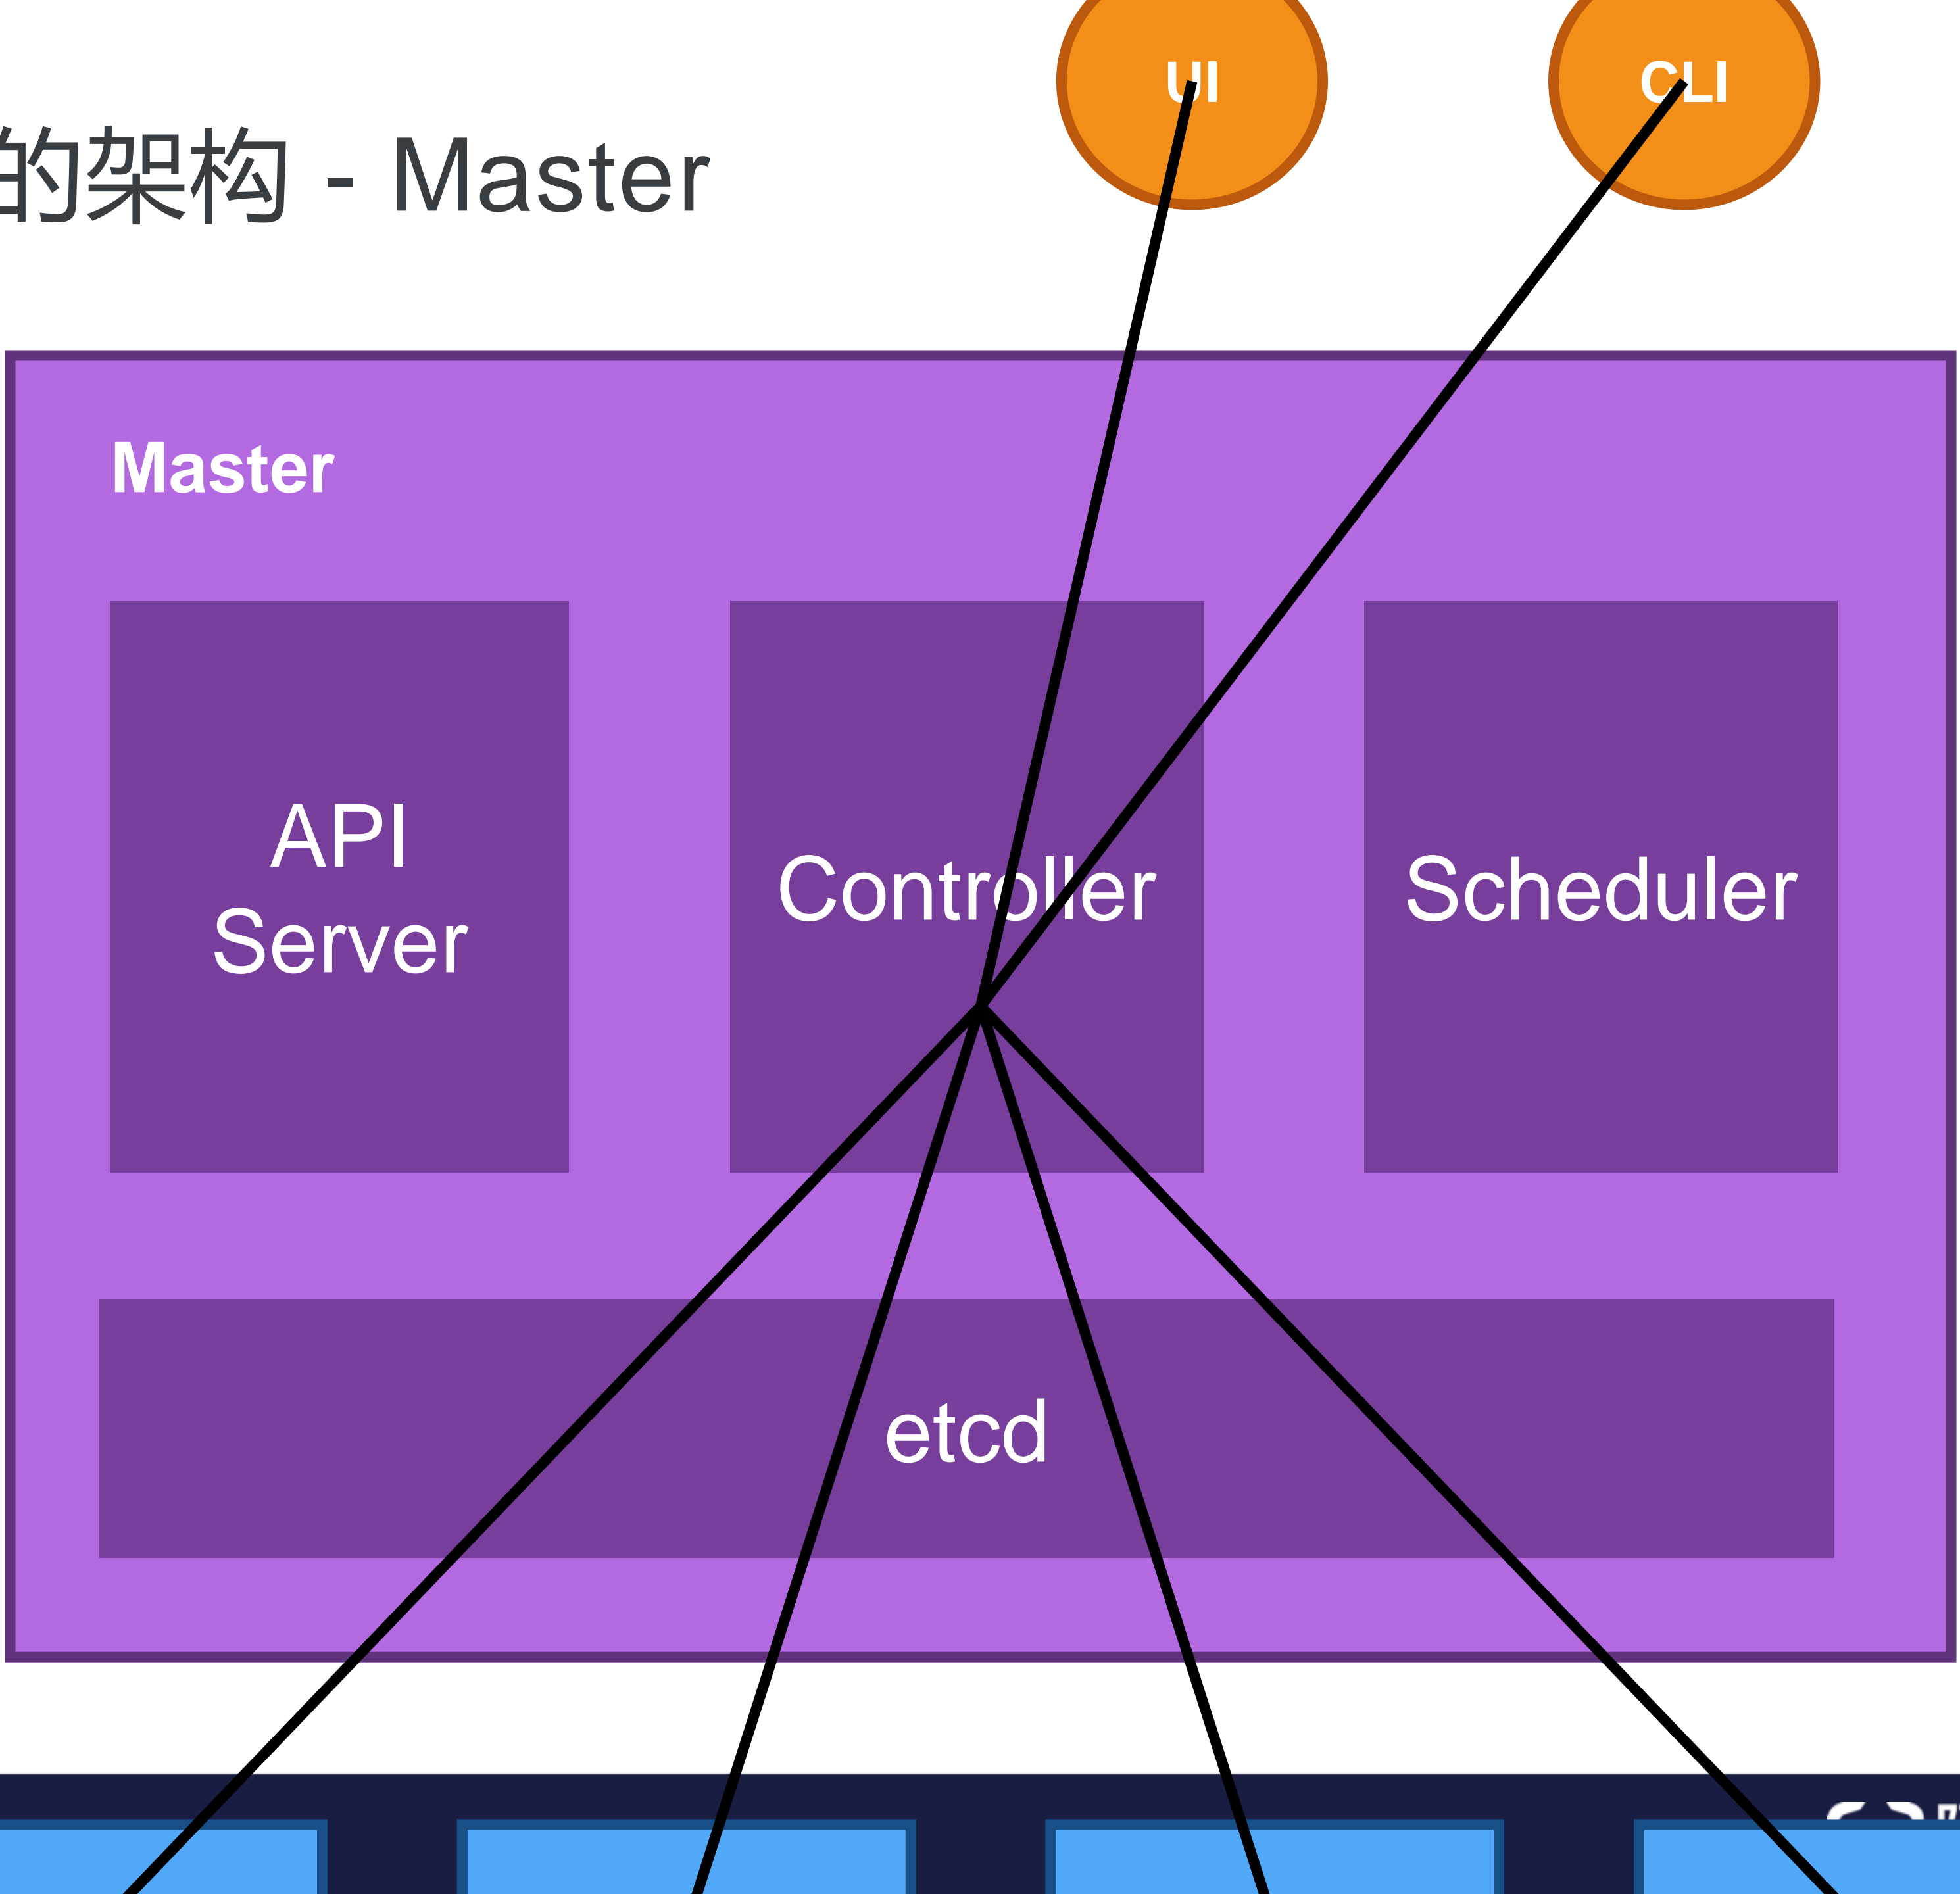 UI
CLI
的架构 - Master
Master
API
Server
Controller
Scheduler
etcd